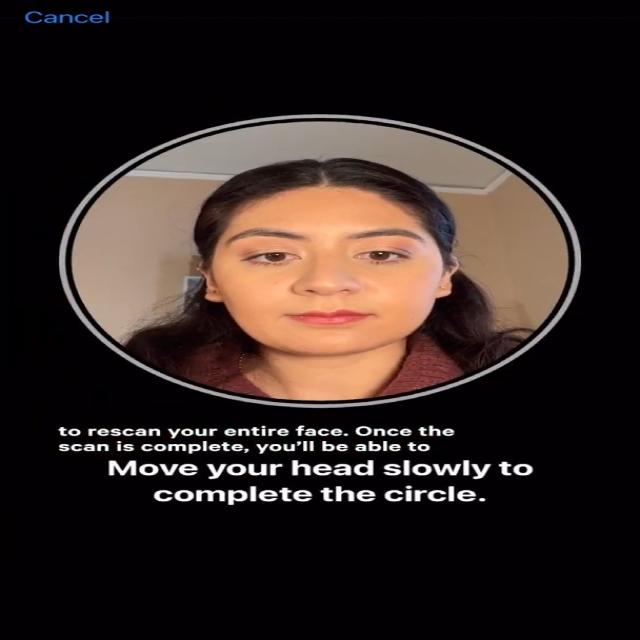 Cancel
to rescan your entire face. Once the
scan is complete, you'll be able to
Move your head slowly to
complete the circle.